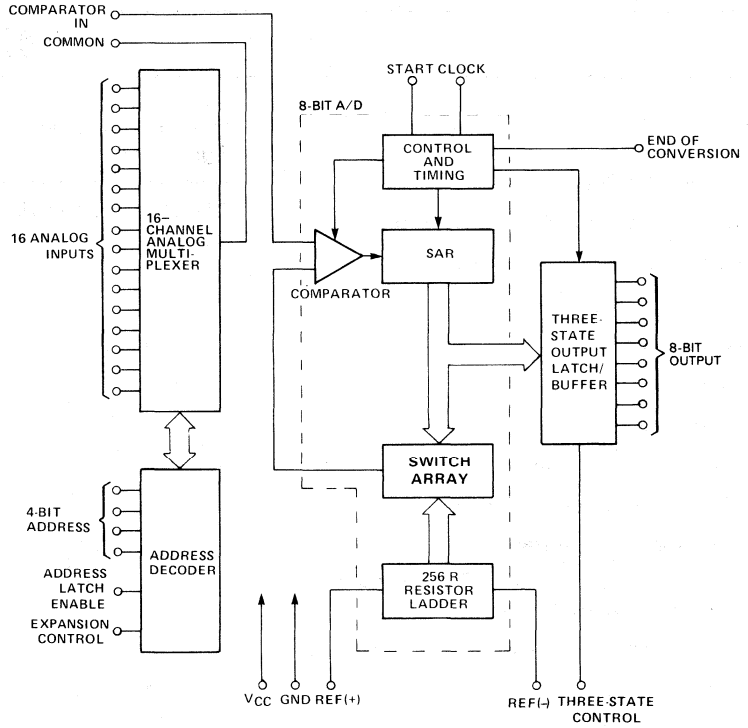 COMPARATOR
IN
COMMON
START CLOCK
8-BIT A/D
CONTROL
AND
TIMING
END OF
CONVERSION
16 ANALOG
INPUTS
16-
CHANNEL
ANALOG
MULTI-
PLEXER
SAR
COMPARATOR
THREE-
STATE
OUTPUT
LATCH/
BUFFER
8-BIT
OUTPUT
SWITCH
ARRAY
4-BIT
ADDRESS
ADDRESS
DECODER
ADDRESS
LATCH
ENABLE
EXPANSION
CONTROL
256 R
RESISTOR
LADDER
VCC GND REF(+) REF(–) THREE-STATE
CONTROL